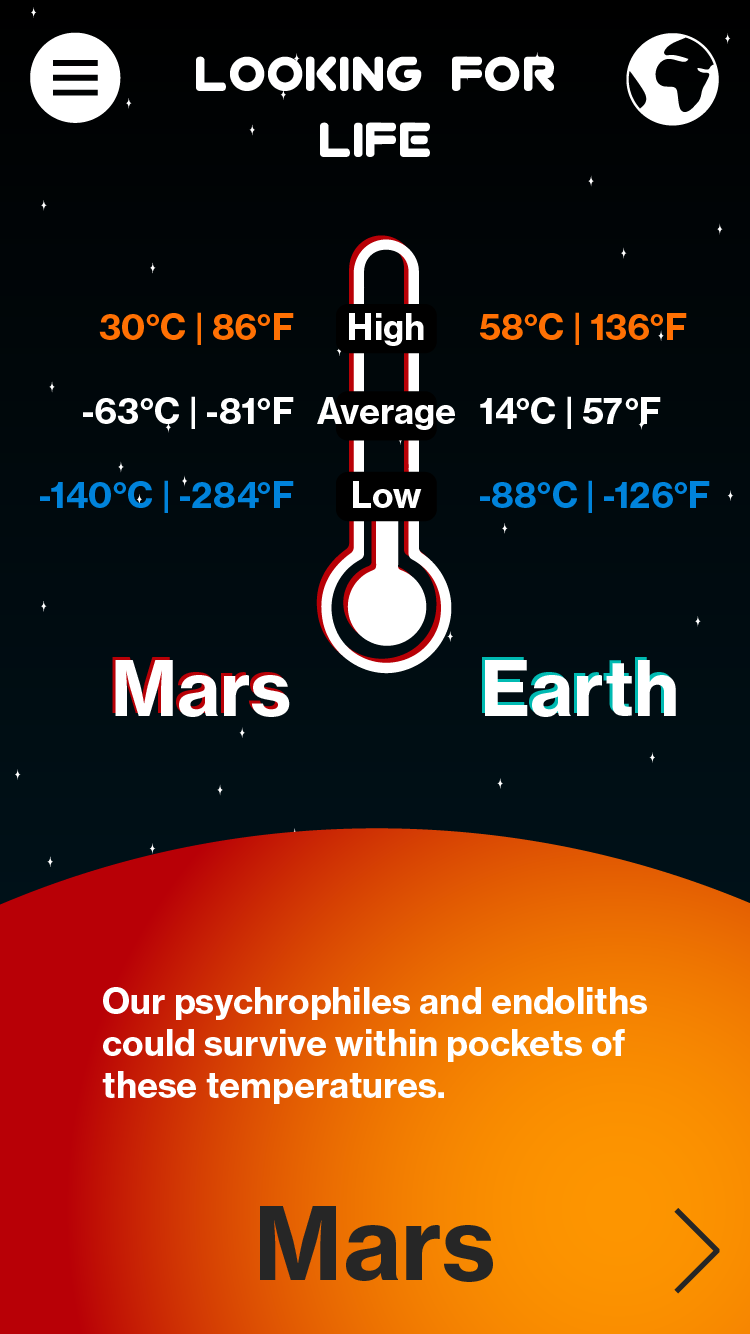 LOOKING FOR
LIFE
30°C | 86°F High 58°C | 136°F
-63°C | -81°F Average 14°C | 57°F
-140°C | -284°F Low -88°C | -126°F
Mars Earth
Our psychrophiles and endoliths
could survive within pockets of
these temperatures.
Mars